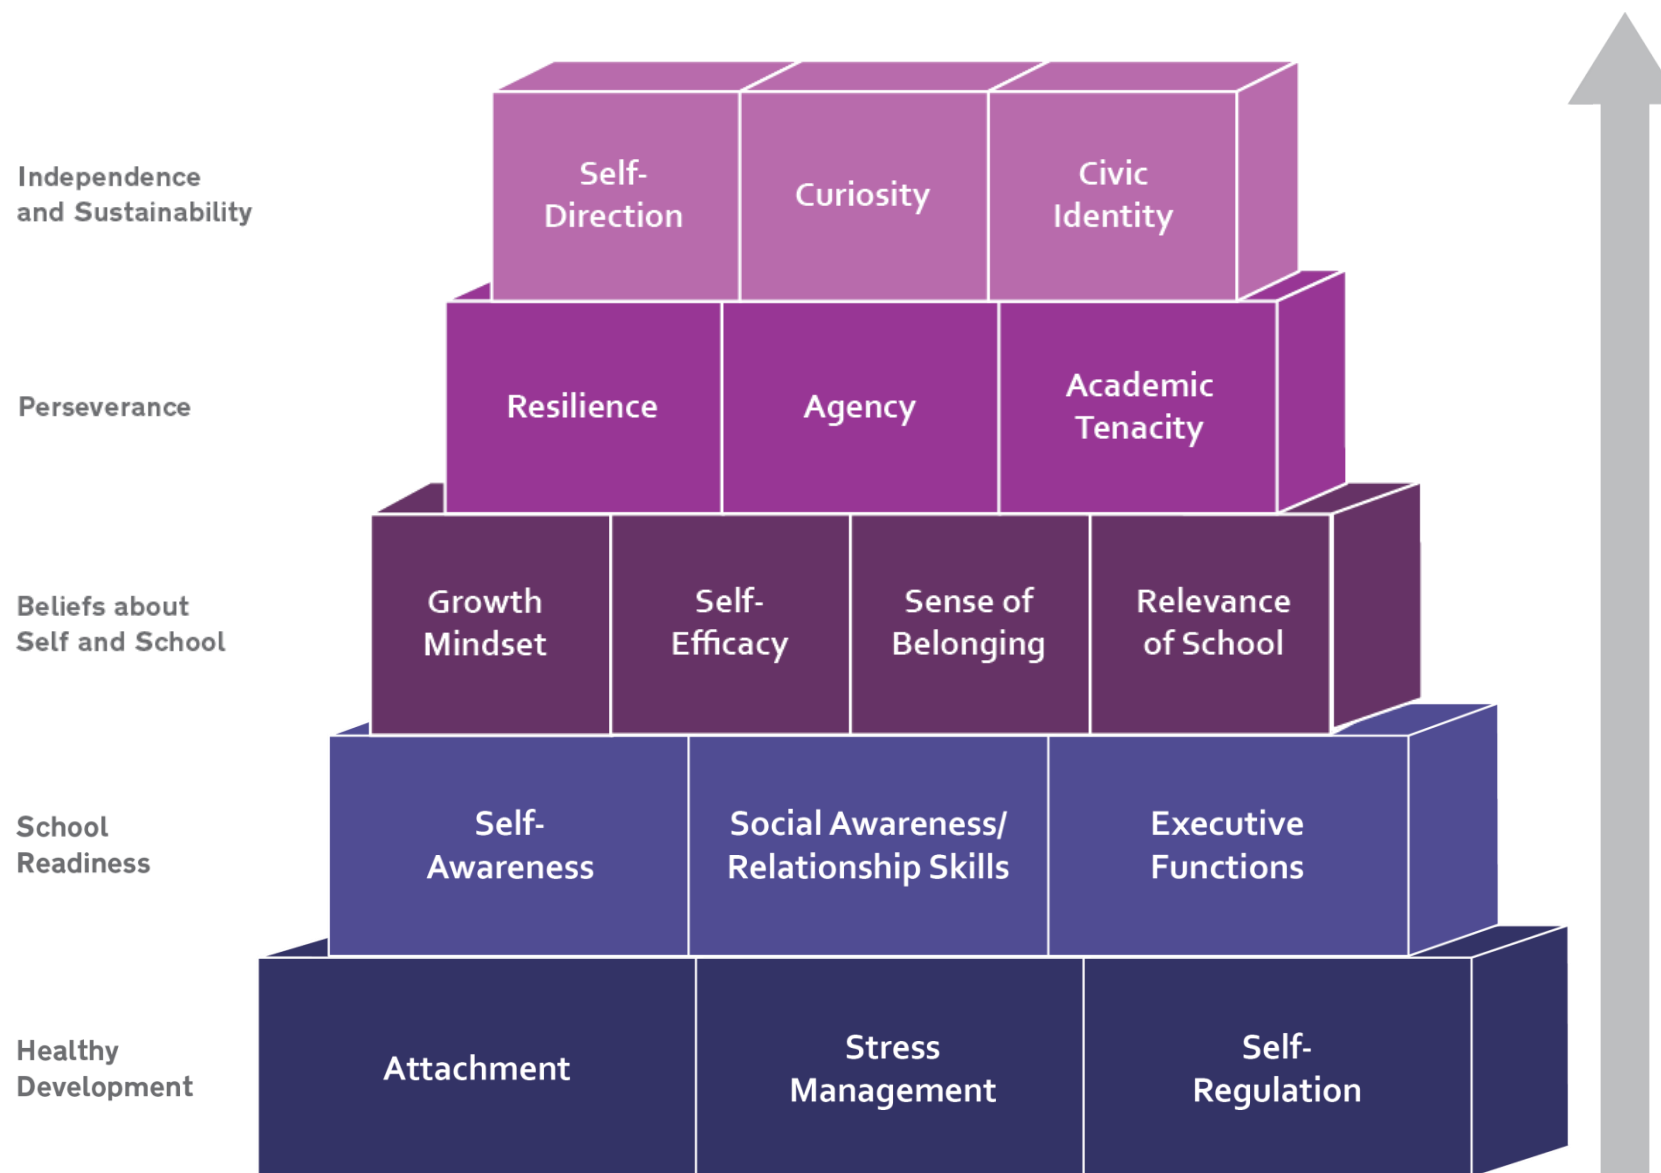 Independence
and Sustainability
Self-
Direction
Curiosity
Civic
Identity
Perseverance
Resilience
Agency
Academic
Tenacity
Beliefs about
Self and School
Growth
Mindset
Self-
Efficacy
Sense of
Belonging
Relevance
of School
School
Readiness
Self-
Awareness
Social Awareness/
Relationship Skills
Executive
Functions
Healthy
Development
Attachment
Stress
Management
Self-
Regulation